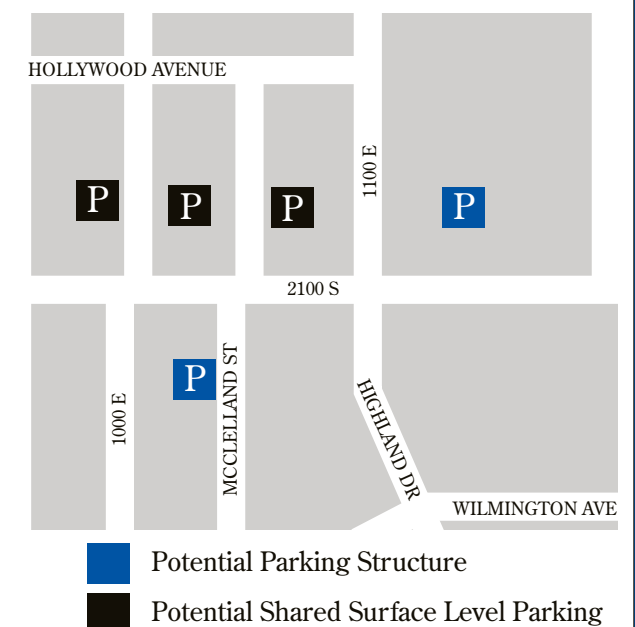 HOLLYWOOD AVENUE
1100 E
P
P
P
P
2100 S
P
1000 E
MCCLELLAND ST
HIGHLAND DR
WILMINGTON AVE
Potential Parking Structure
Potential Shared Surface Level Parking